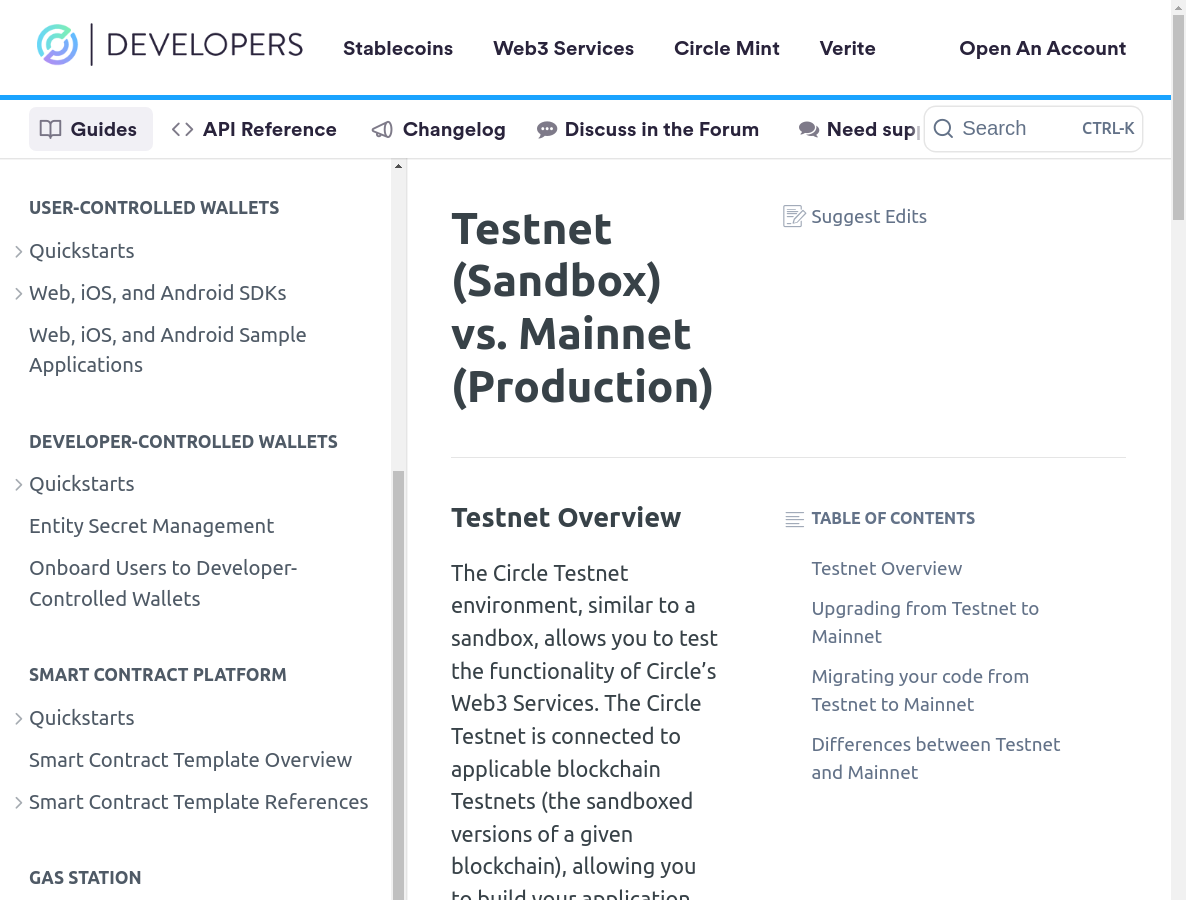 DEVELOPERS
Stablecoins
Web3 Services
Circle Mint
Verite
Open An Account
Guides
API Reference
Changelog
Discuss in the Forum
Need sup
Search
CTRL-K
USER-CONTROLLED WALLETS
Quickstarts
Web, iOS, and Android SDKs
Web, iOS, and Android Sample
Applications
DEVELOPER-CONTROLLED WALLETS
Quickstarts
Entity Secret Management
Onboard Users to Developer-
Controlled Wallets
SMART CONTRACT PLATFORM
Quickstarts
Smart Contract Template Overview
Smart Contract Template References
GAS STATION
Testnet
(Sandbox)
vs. Mainnet
(Production)
Suggest Edits
Testnet Overview
The Circle Testnet
environment, similar to a
sandbox, allows you to test
the functionality of Circle’s
Web3 Services. The Circle
Testnet is connected to
applicable blockchain
Testnets (the sandboxed
versions of a given
blockchain), allowing you
to build your application
TABLE OF CONTENTS
Testnet Overview
Upgrading from Testnet to
Mainnet
Migrating your code from
Testnet to Mainnet
Differences between Testnet
and Mainnet